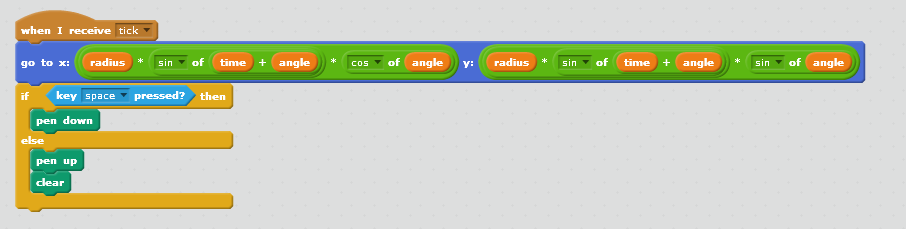 when I receive tick
go to x: radius * sin of time + angle * cos of angle y: radius * sin of time + angle * sin of angle
if key space pressed? then
pen down
else
pen up
clear